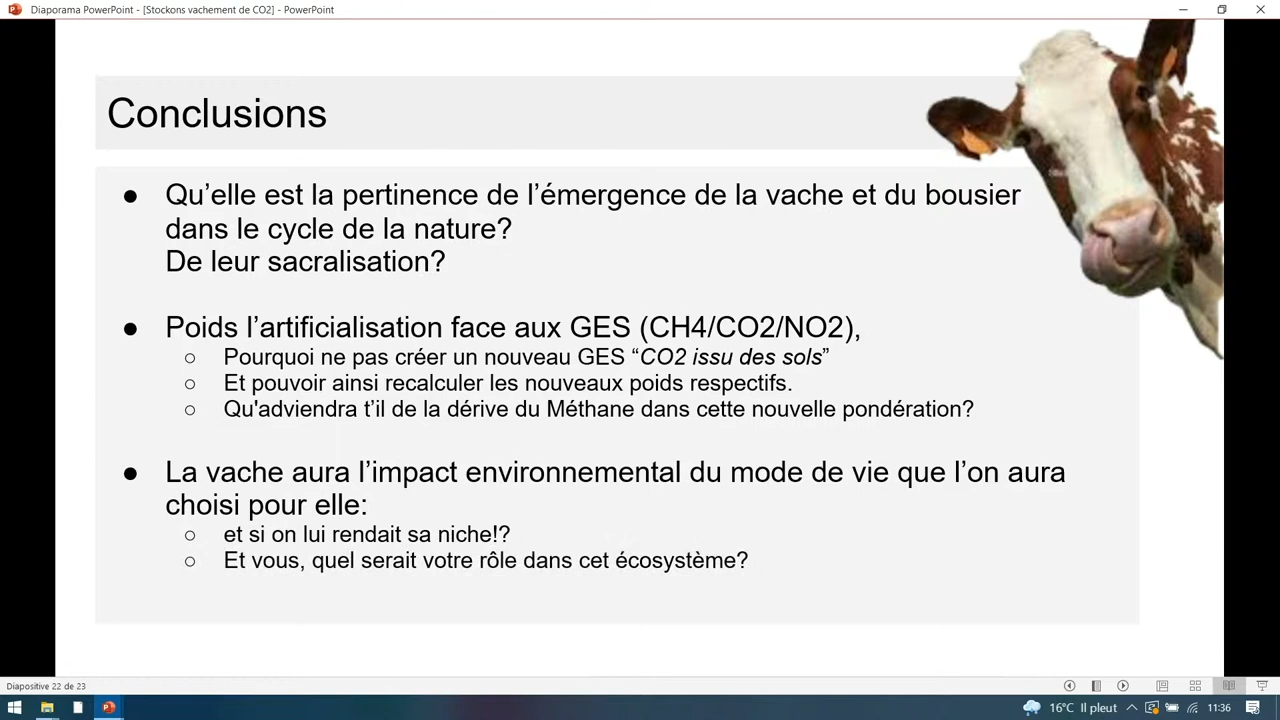 Diaporama PowerPoint - [Stockons vachement de CO2] - PowerPoint
Conclusions
● Qu’elle est la pertinence de l’émergence de la vache et du bousier
dans le cycle de la nature?
De leur sacralisation?
● Poids l’artificialisation face aux GES (CH4/CO2/NO2),
○ Pourquoi ne pas créer un nouveau GES “CO2 issu des sols”
○ Et pouvoir ainsi recalculer les nouveaux poids respectifs.
○ Qu'adviendra t’il de la dérive du Méthane dans cette nouvelle pondération?
● La vache aura l’impact environnemental du mode de vie que l’on aura
choisi pour elle:
○ et si on lui rendait sa niche!?
○ Et vous, quel serait votre rôle dans cet écosystème?
Diapositive 22 de 23
16°C Il pleut 11:36